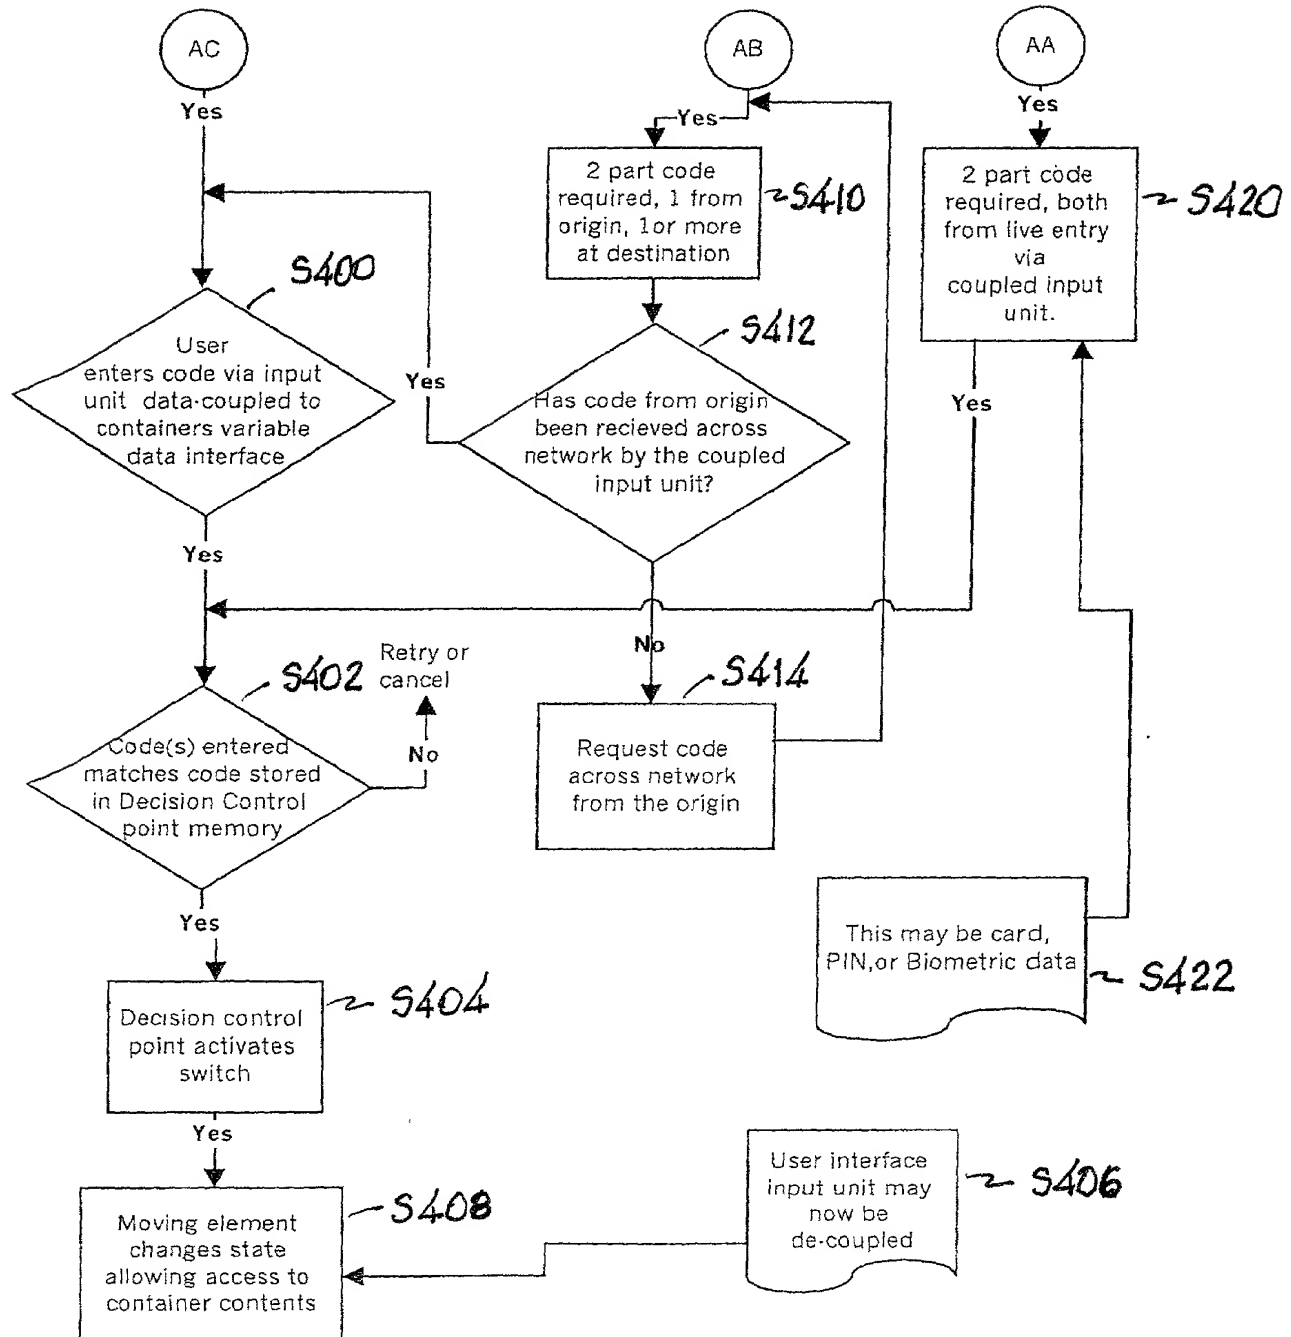 AC
AB
AA
Yes
Yes
Yes
2 part code
required, 1 from
origin, 1or more
at destination
S410
2 part code
required, both
from live entry
via
coupled input
unit.
S420
S400
User
enters code via input
unit data-coupled to
containers variable
data interface
Yes
S412
Has code from origin
been recieved across
network by the coupled
input unit?
Yes
Yes
No
S402
Retry or
cancel
Code(s) entered
matches code stored
in Decision Control
point memory
No
S414
Request code
across network
from the origin
Yes
This may be card,
PIN,or Biometric data
S422
Decision control
point activates
switch
S404
Yes
User interface
input unit may
now be
de-coupled
S406
Moving element
changes state
allowing access to
container contents
S408